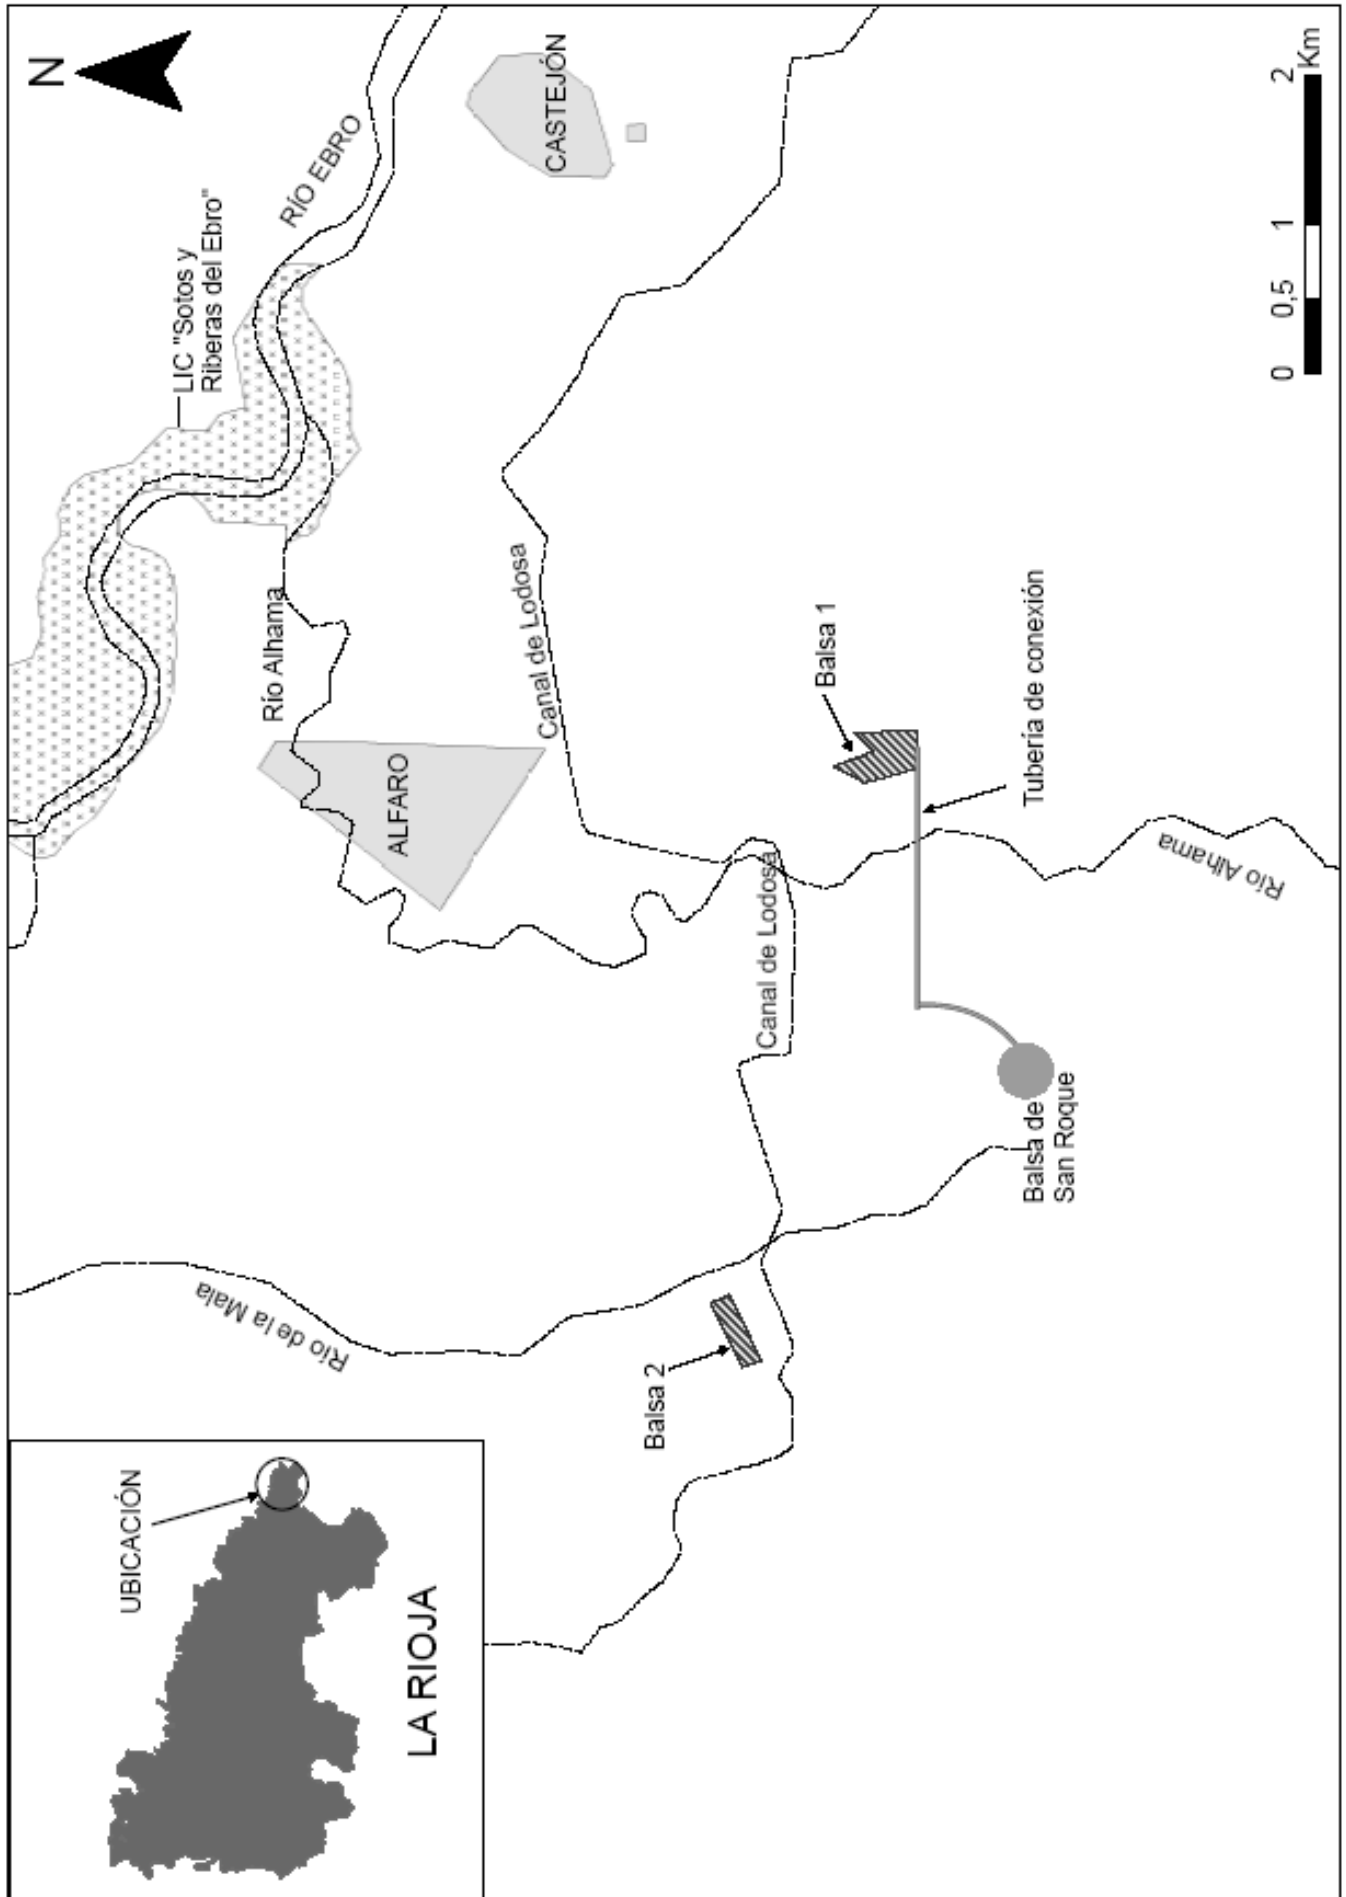 UBICACIÓN
LA RIOJA
Río de la Maia
Balsa 2
Balsa de
San Roque
Canal de Lodosa
Río Alhama
ALFARO
Río Alhama
Canal de Lodosa
Balsa 1
Tubería de conexión
LIC "Sotos y
Riberas del Ebro"
RÍO EBRO
CASTEJÓN
N
0 0,5 1 2
Km